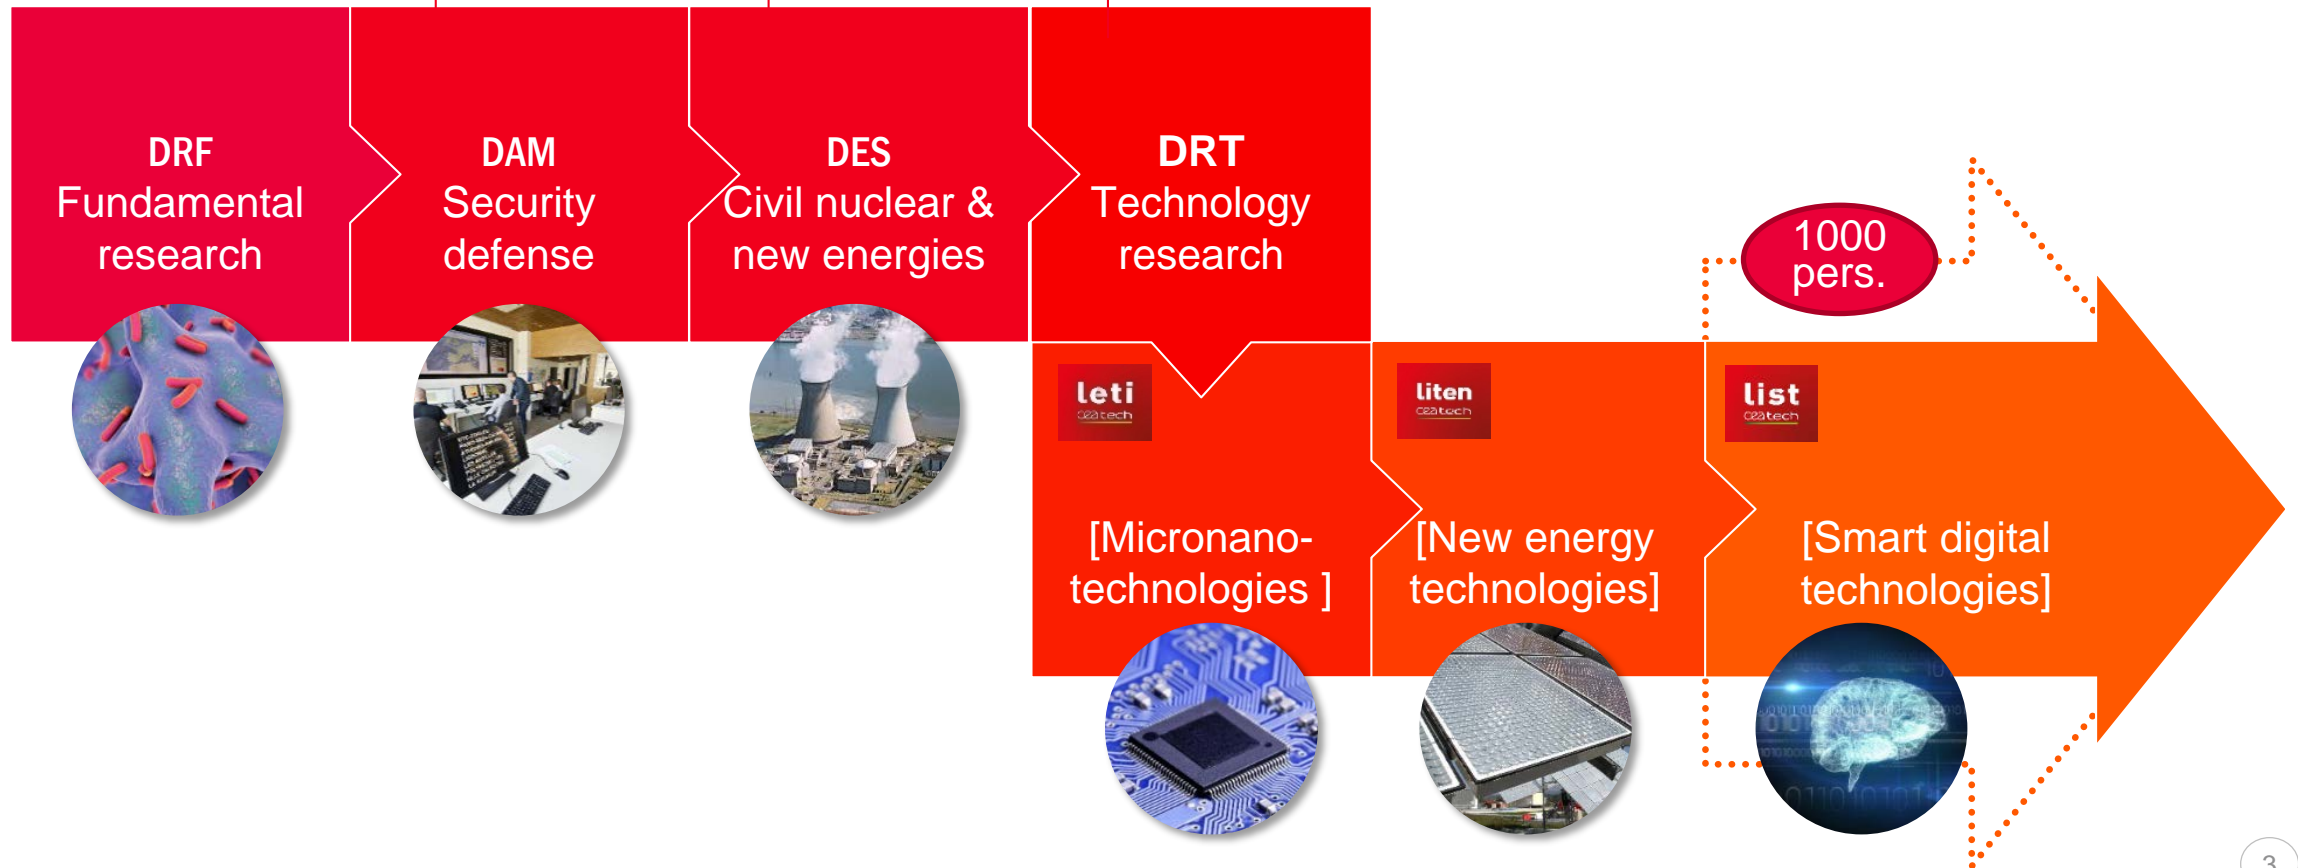 DRF
Fundamental
research
DAM
Security
defense
DES
Civil nuclear &
new energies
DRT
Technology
research
1000
pers.
leti
ceatech
liten
ceatech
list
ceatech
[Micronano-
technologies ]
[New energy
technologies]
[Smart digital
technologies]
3